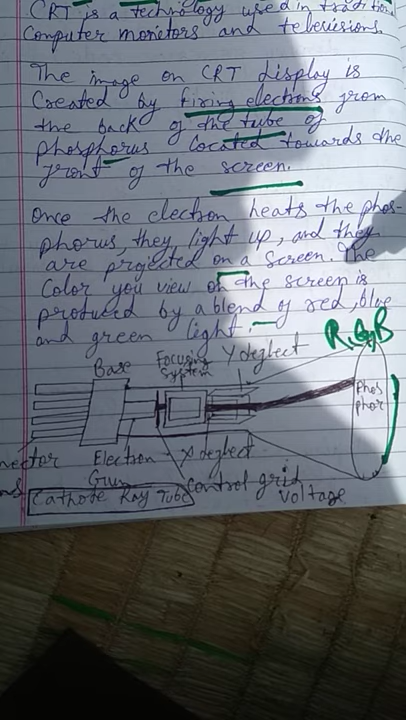 CRT is a technology used in
Computer monitors and televisions.
The image on CRT display is
Created by firing electrons from
the back of the tube of
phosphorus located towards the
front of the screen.
Once the electron heats the phos-
phorus, they light up, and they
are projected on a screen. The
Color you view on the screen is
produced by a blend of red, blue
and green light.
R,G,B
Focusing System
Y deflect
Base
Phos
phor
Electron
Gun
X deflect
Control grid
voltage
Cathode Ray Tube